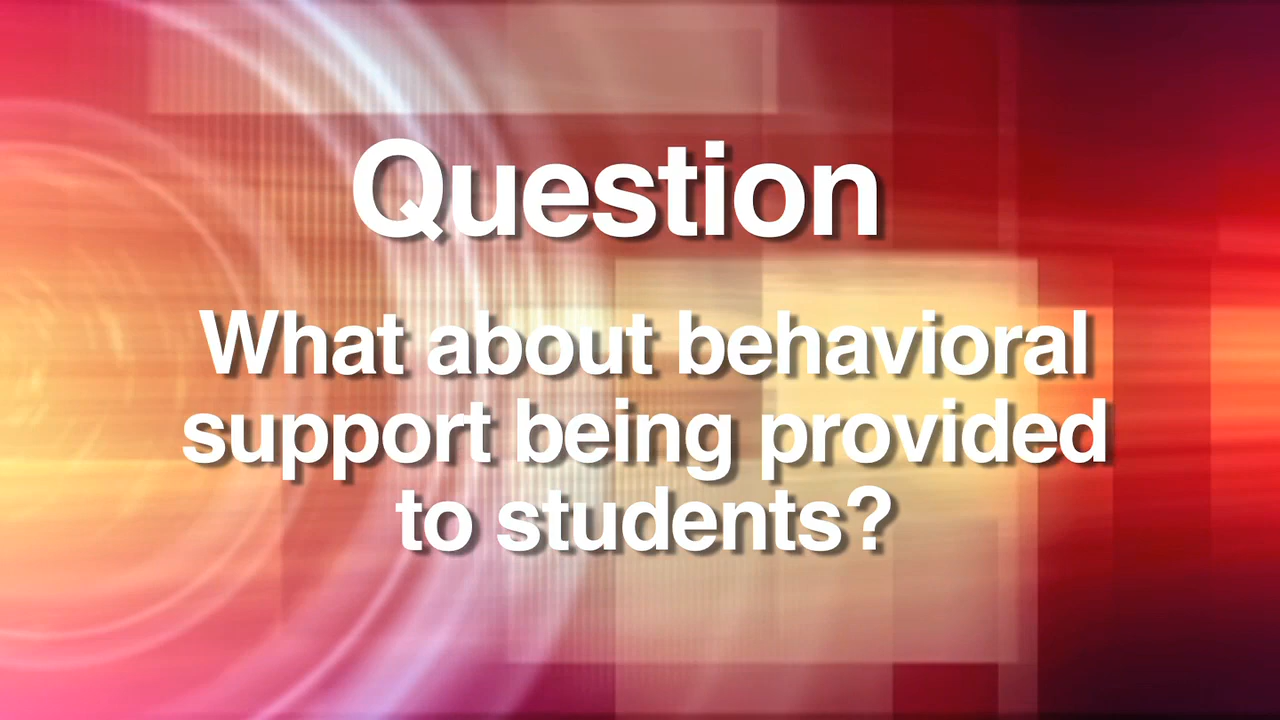 Question
What about behavioral
support being provided
to students?